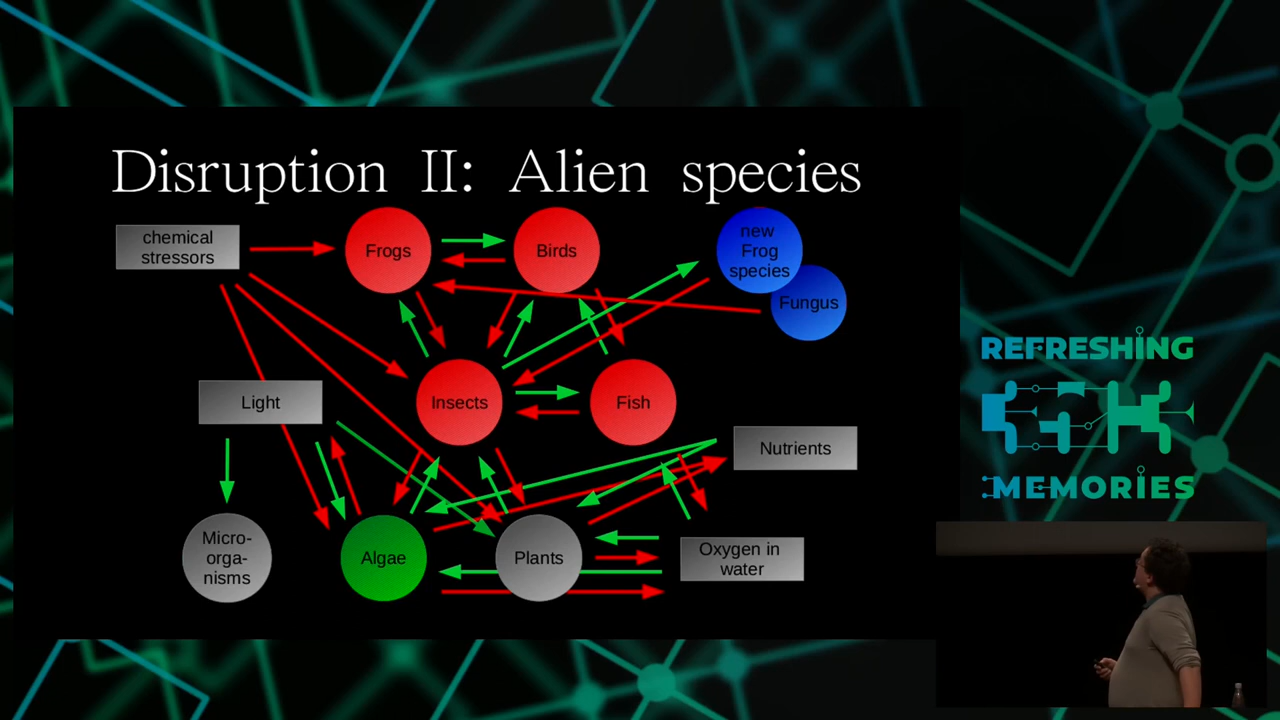 Disruption II: Alien species
chemical
stressors
Frogs
Birds
new
Frog
species
Fungus
Light
Insects
Fish
Nutrients
Micro-
orga-
nisms
Algae
Plants
Oxygen in
water
REFRESHING
MEMORIES